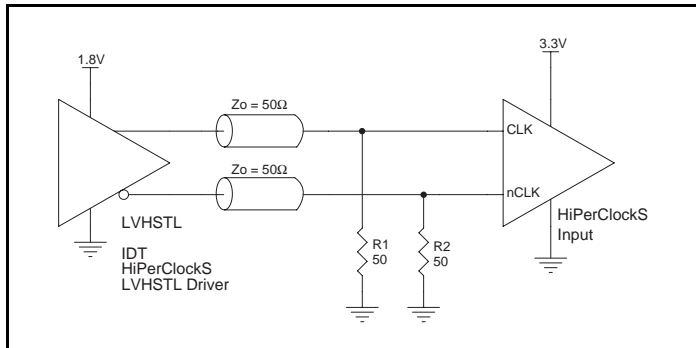 1.8V
3.3V
Zo = 50Ω
CLK
Zo = 50Ω
nCLK
LVHSTL
IDT
HiPerClockS
LVHSTL Driver
R1
50
R2
50
HiPerClockS
Input